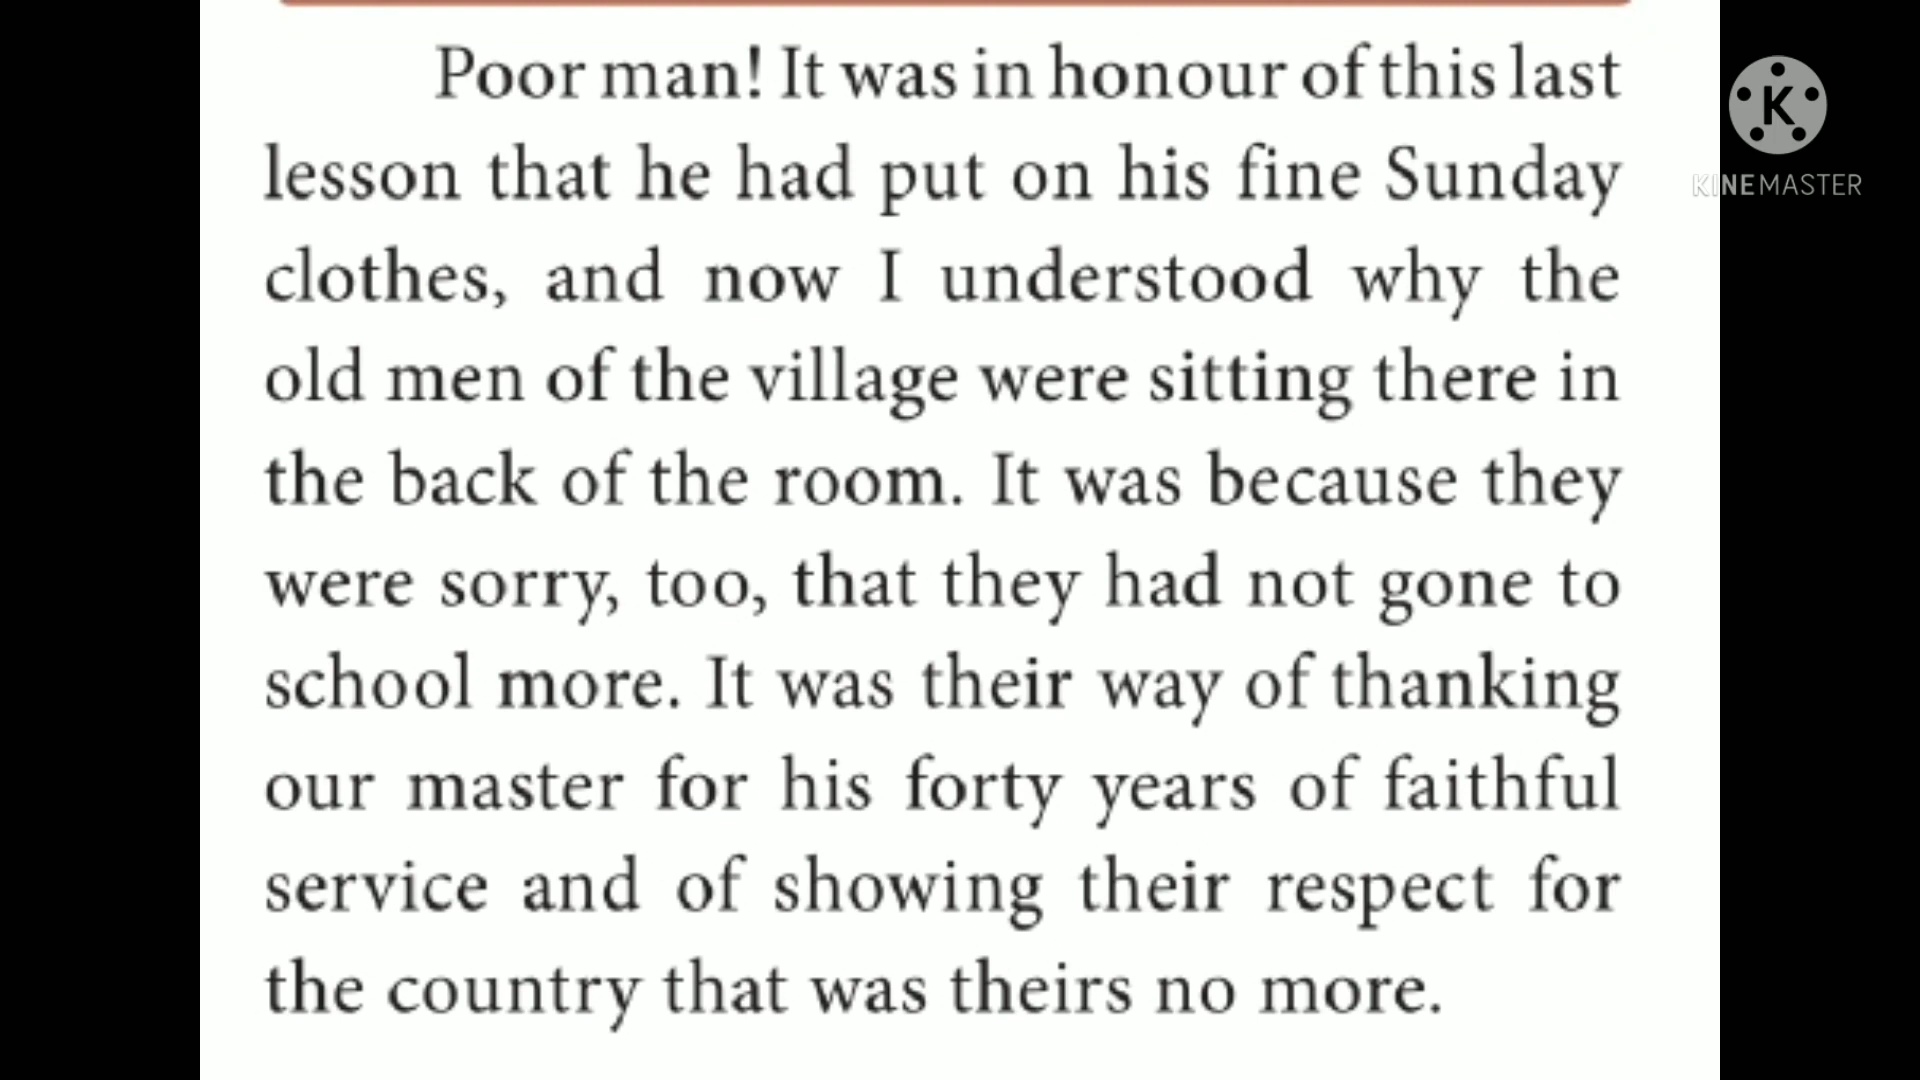 Poor man! It was in honour of this last
lesson that he had put on his fine Sunday
clothes, and now I understood why the
old men of the village were sitting there in
the back of the room. It was because they
were sorry, too, that they had not gone to
school more. It was their way of thanking
our master for his forty years of faithful
service and of showing their respect for
the country that was theirs no more.
K
KINEMASTER